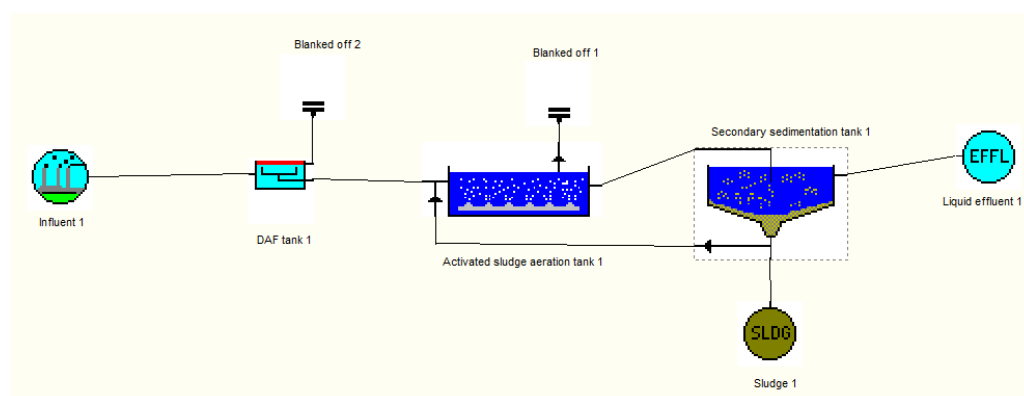 Blanked off 2
Blanked off 1
Secondary sedimentation tank 1
EFFL
Influent 1
Liquid effluent 1
DAF tank 1
Activated sludge aeration tank 1
SLDG
Sludge 1